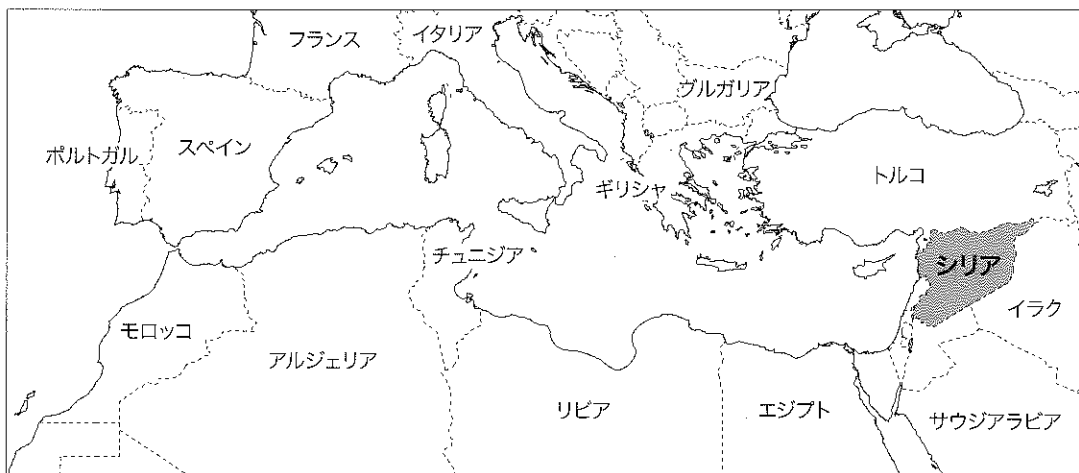 フランス
イタリア
ヴルガリア
ポルトガル
スペイン
ギリシャ
トルコ
チュニジア
シリア
モロッコ
イラク
アルジェリア
リビア
エジプト
サウジアラビア